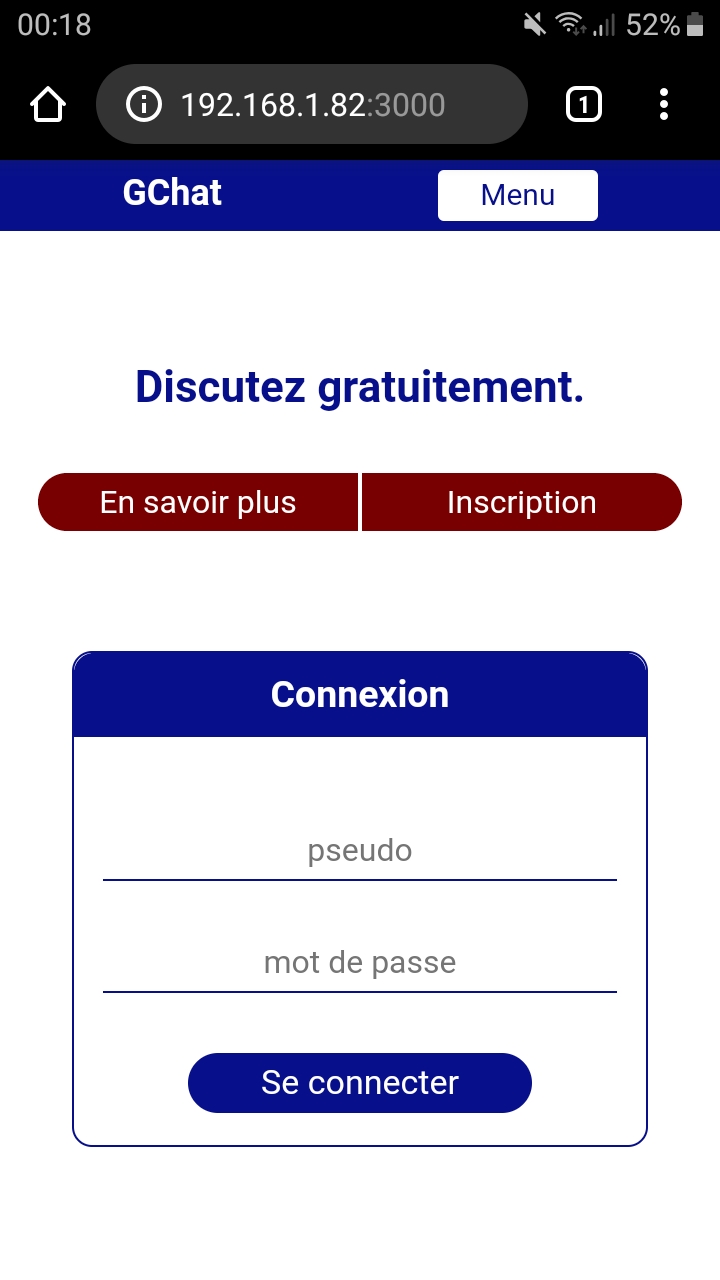 00:18 52%
192.168.1.82:3000 1
GChat Menu
Discutez gratuitement.
En savoir plus Inscription
Connexion
pseudo
mot de passe
Se connecter